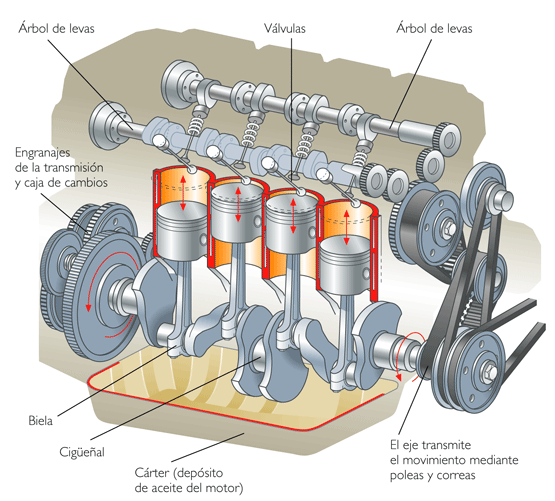 Árbol de levas
Válvulas
Árbol de levas
Engranajes
de la transmisión
y caja de cambios
Biela
Cigüeñal
Cárter (depósito
de aceite del motor)
El eje transmite
el movimiento mediante
poleas y correas